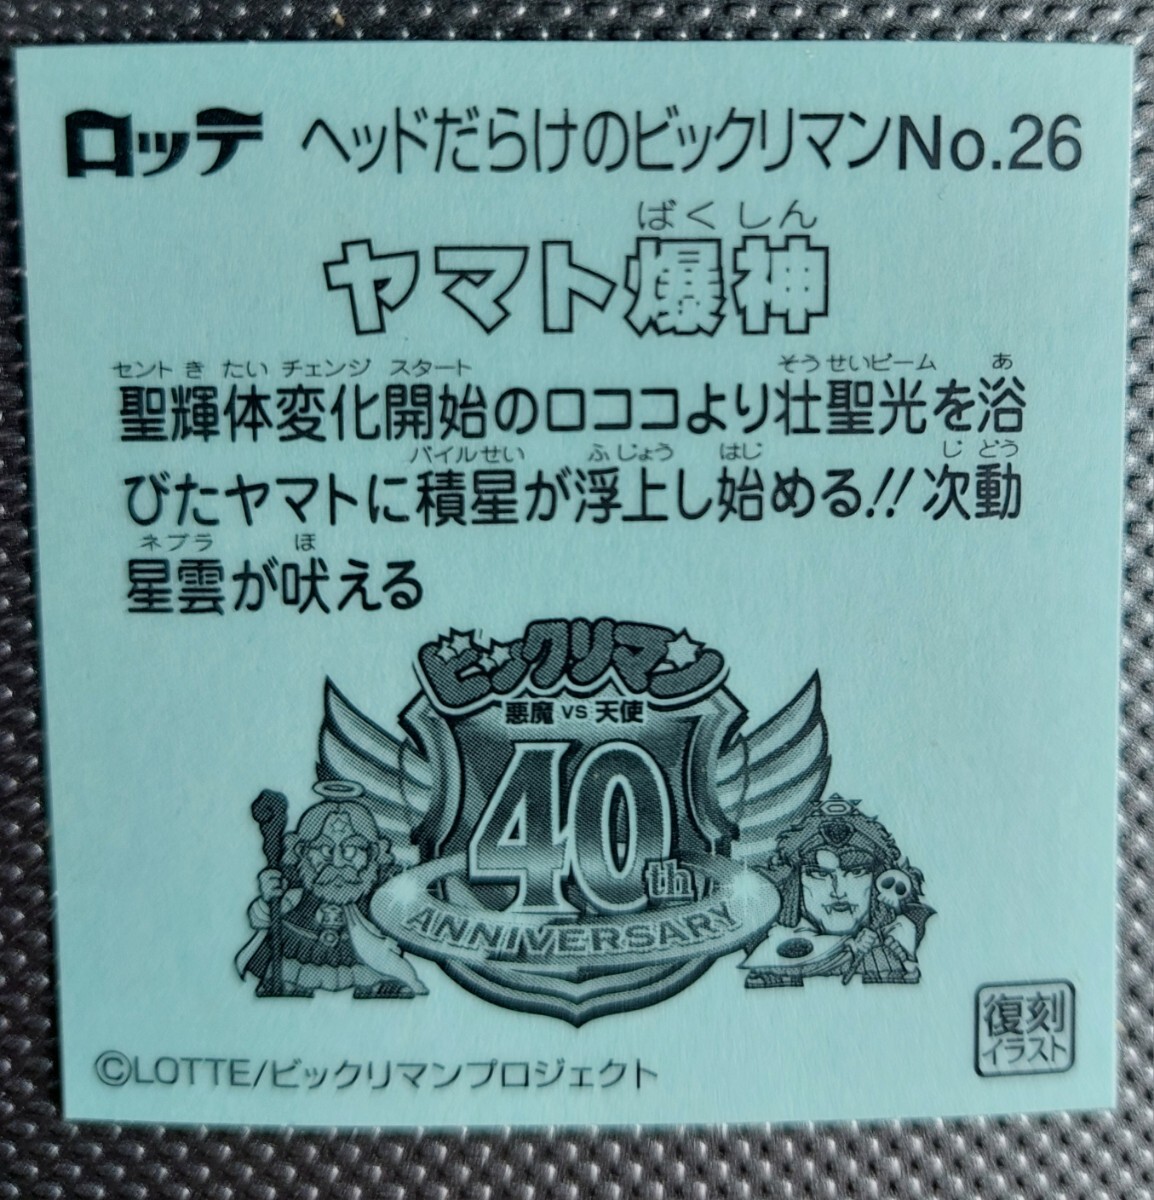 ロッテ ヘッドだらけのビックリマンNo.26
ばくしん
ヤマト爆神
セント き たい チェンジ スタート そうせいビーム あ
聖輝体変化開始のロココより壮聖光を浴
パイルせい ふじょう はじ じ どう
びたヤマトに積星が浮上し始める!!次動
ネブラ ほ
星雲が吠える
ビックリマン
悪魔 VS 天使
40th
ANNIVERSARY
復刻
イラスト
©LOTTE/ビックリマンプロジェクト